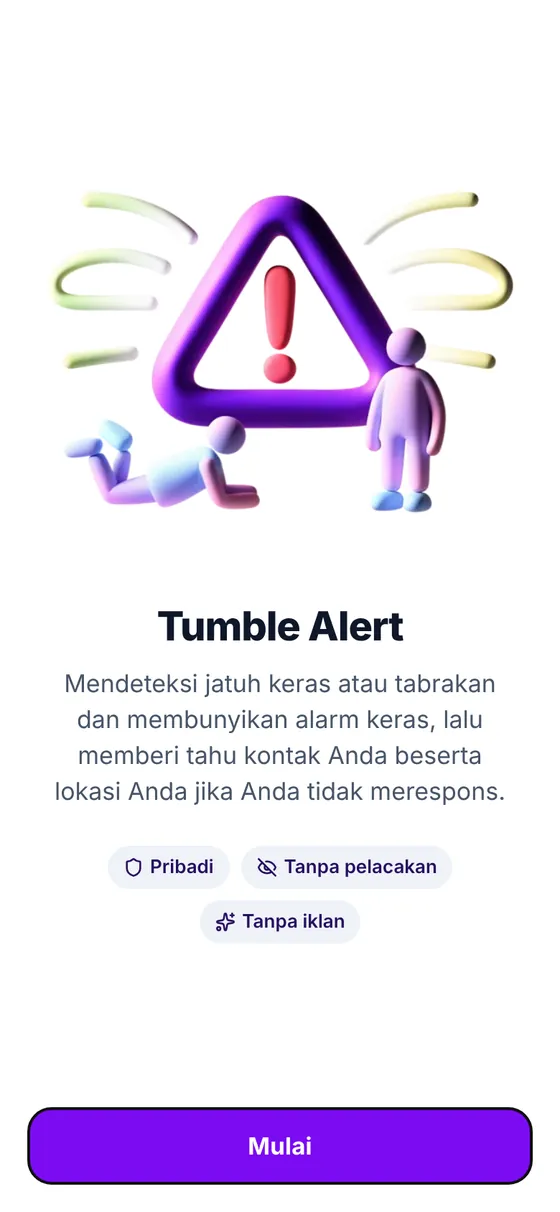 Tumble Alert
Mendeteksi jatuh keras atau tabrakan
dan membunyikan alarm keras, lalu
memberi tahu kontak Anda beserta
lokasi Anda jika Anda tidak merespons.
Pribadi
Tanpa pelacakan
Tanpa iklan
Mulai